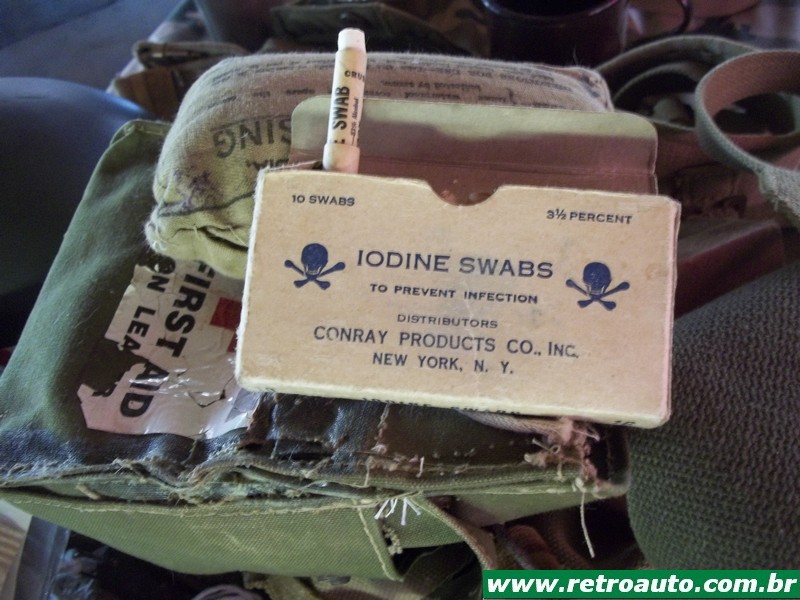 SWAB
SING
10 SWABS
3½ PERCENT
IODINE SWABS
TO PREVENT INFECTION
DISTRIBUTORS
CONRAY PRODUCTS CO., INC.
NEW YORK, N. Y.
FIRST AID
www.retroauto.com.br